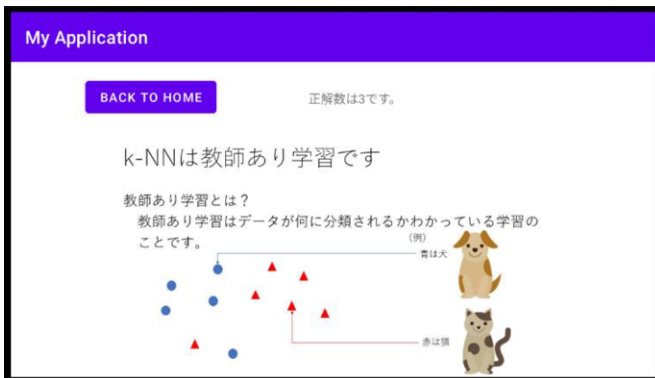 My Application
BACK TO HOME
正解数は3です。
k-NNは教師あり学習です
教師あり学習とは？
教師あり学習はデータが何に分類されるかわかっている学習の
ことです。
(例)
青は犬
赤は猫